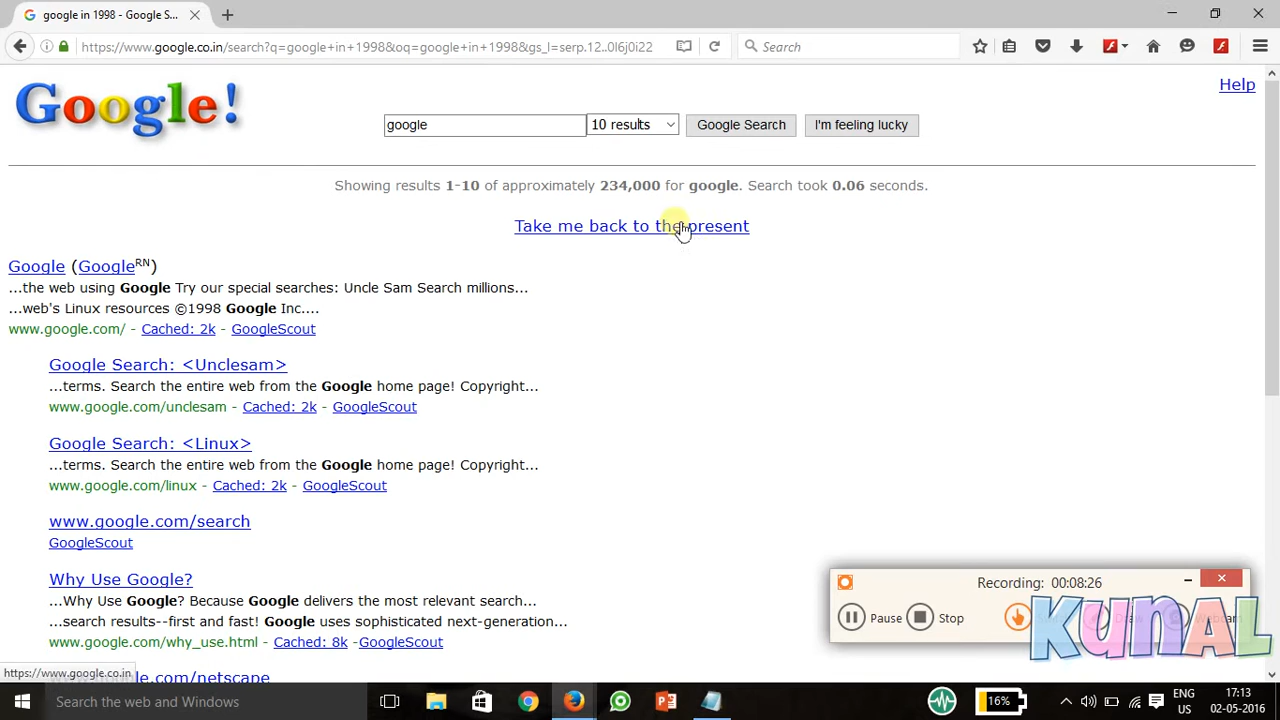 google in 1998 - Google S...
https://www.google.co.in/search?q=google+in+1998&oq=google+in+1998&gs_l=serp.12..0l6j0i22
Search
Google!
Help
google
10 results
Google Search
I'm feeling lucky
Showing results 1-10 of approximately 234,000 for google. Search took 0.06 seconds.
Take me back to the present
Google (GoogleRN)
...the web using Google Try our special searches: Uncle Sam Search millions...
...web's Linux resources ©1998 Google Inc....
www.google.com/ - Cached: 2k - GoogleScout
Google Search: <Unclesam>
...terms. Search the entire web from the Google home page! Copyright...
www.google.com/unclesam - Cached: 2k - GoogleScout
Google Search: <Linux>
...terms. Search the entire web from the Google home page! Copyright...
www.google.com/linux - Cached: 2k - GoogleScout
www.google.com/search
GoogleScout
Why Use Google?
...Why Use Google? Because Google delivers the most relevant search...
...search results--first and fast! Google uses sophisticated next-generation...
www.google.com/why_use.html - Cached: 8k -GoogleScout
.google.com/netscape
https://www.google.co.in
Recording: 00:08:26
Pause
Stop
KUNAL
Search the web and Windows
16%
ENG
US
17:13
02-05-2016